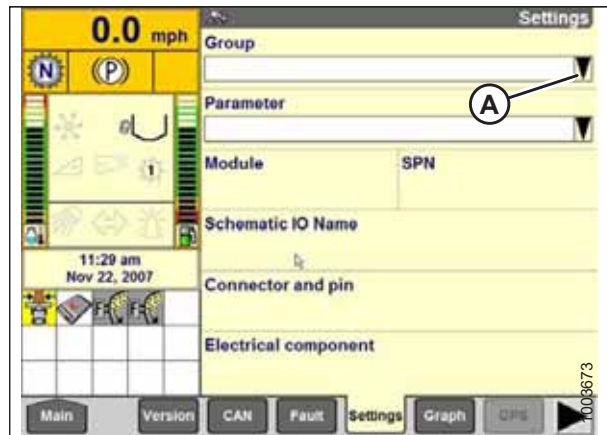 0.0 mph
Settings
Group
N
(P)
A
Parameter
1
Module
SPN
Schematic IO Name
11:29 am
Nov 22, 2007
Connector and pin
F
F
Electrical component
1003673
Main
Version
CAN
Fault
Settings
Graph
GPS